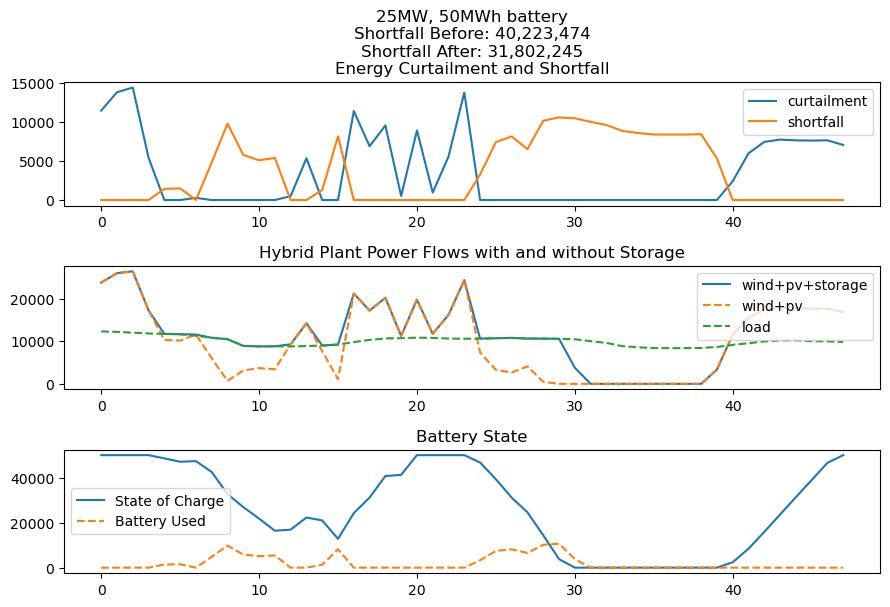 25MW, 50MWh battery
Shortfall Before: 40,223,474
Shortfall After: 31,802,245
Energy Curtailment and Shortfall
15000
10000
5000
0
curtailment
shortfall
0 10 20 30 40
Hybrid Plant Power Flows with and without Storage
20000
10000
0
wind+pv+storage
wind+pv
load
0 10 20 30 40
Battery State
40000
20000
0
State of Charge
Battery Used
0 10 20 30 40